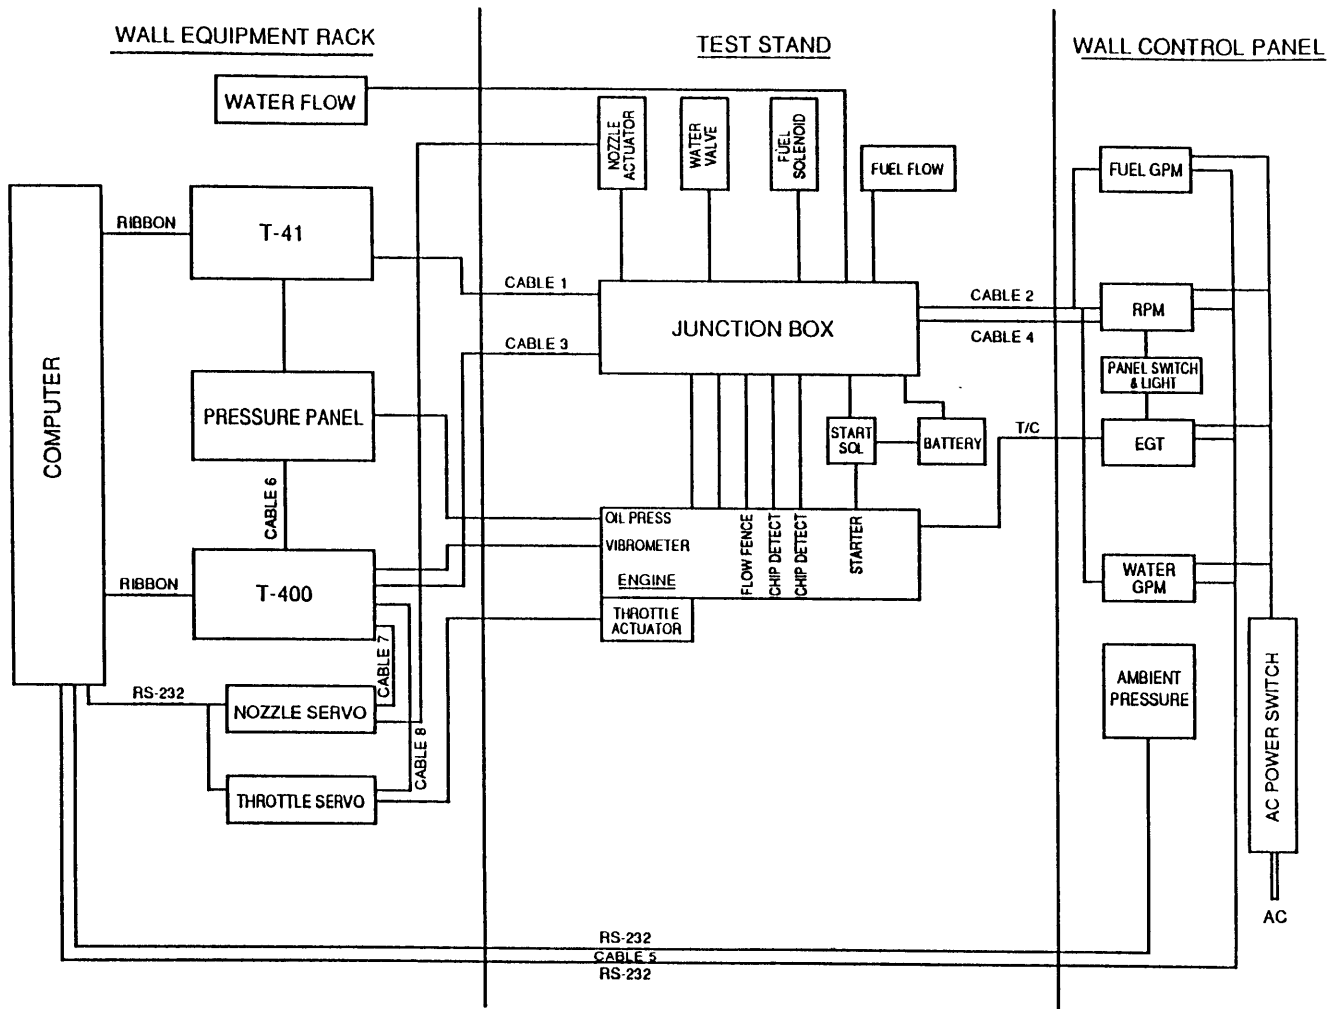 WALL EQUIPMENT RACK
TEST STAND
WALL CONTROL PANEL
WATER FLOW
NOZZLE
ACTUATOR
WATER
VALVE
FUEL
SOLENOID
FUEL FLOW
FUEL GPM
RIBBON
T-41
CABLE 1
CABLE 2
RPM
JUNCTION BOX
CABLE 3
CABLE 4
PANEL SWITCH
& LIGHT
COMPUTER
PRESSURE PANEL
START
SOL
BATTERY
T/C
EGT
CABLE 6
OIL PRESS
VIBROMETER
ENGINE
FLOW FENCE
CHIP DETECT
CHIP DETECT
STARTER
RIBBON
T-400
WATER
GPM
THROTTLE
ACTUATOR
CABLE 7
RS-232
NOZZLE SERVO
CABLE 8
THROTTLE SERVO
AMBIENT
PRESSURE
AC POWER SWITCH
AC
RS-232
CABLE 5
RS-232